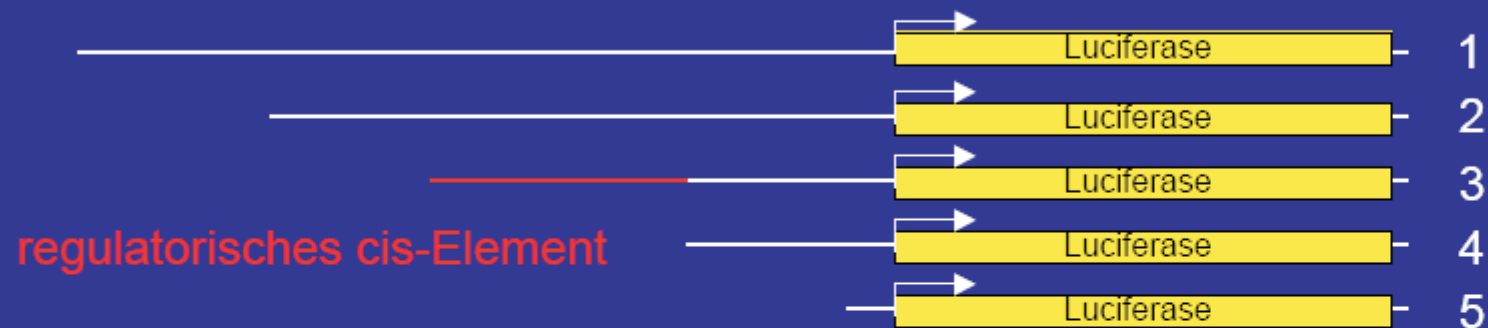 Luciferase 1
Luciferase 2
Luciferase 3
regulatorisches cis-Element Luciferase 4
Luciferase 5